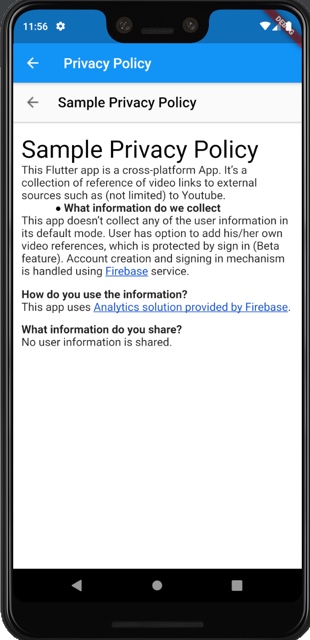 11:56
DEBUG
Privacy Policy
Sample Privacy Policy
Sample Privacy Policy
This Flutter app is a cross-platform App. It's a
collection of reference of video links to external
sources such as (not limited) to Youtube.
• What information do we collect
This app doesn't collect any of the user information in
its default mode. User has option to add his/her own
video references, which is protected by sign in (Beta
feature). Account creation and signing in mechanism
is handled using Firebase service.
How do you use the information?
This app uses Analytics solution provided by Firebase.
What information do you share?
No user information is shared.